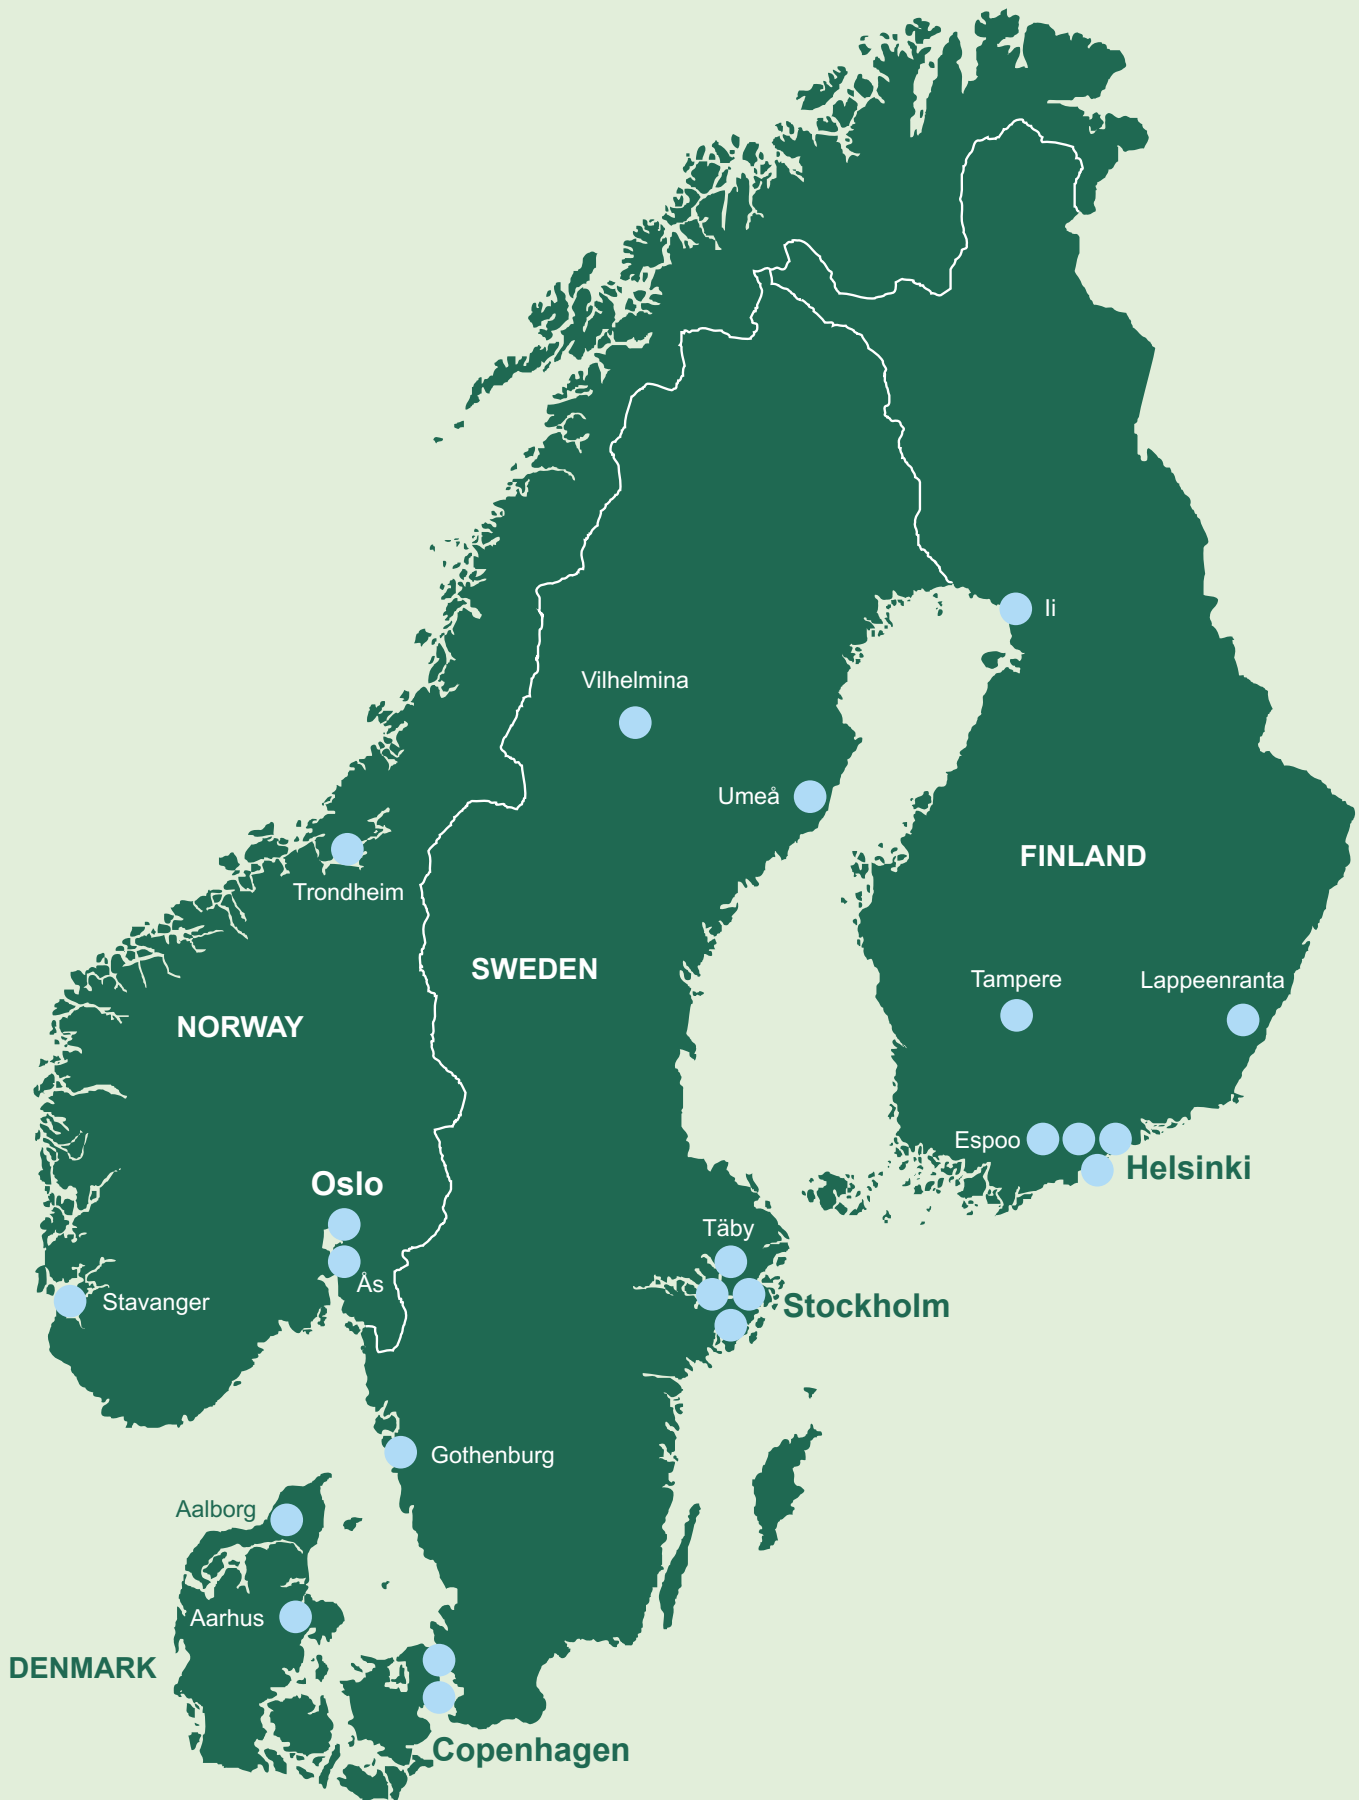 Ii
Vilhelmina
Umeå
FINLAND
Trondheim
SWEDEN
Tampere
Lappeenranta
NORWAY
Espoo
Helsinki
Oslo
Täby
Ås
Stavanger
Stockholm
Gothenburg
Aalborg
Aarhus
DENMARK
Copenhagen